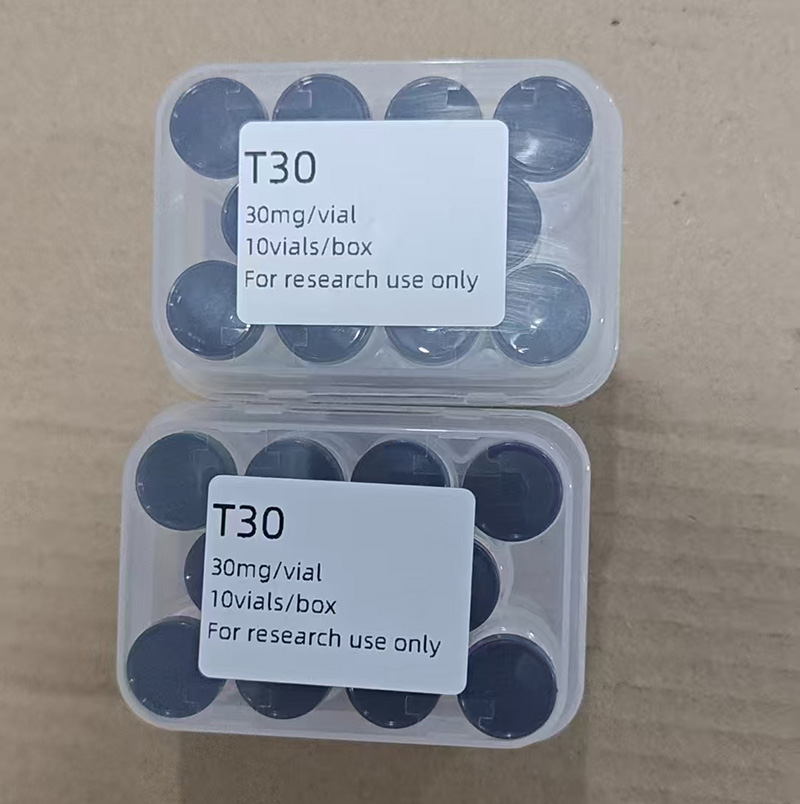 T30
30mg/vial
10vials/box
For research use only
T30
30mg/vial
10vials/box
For research use only